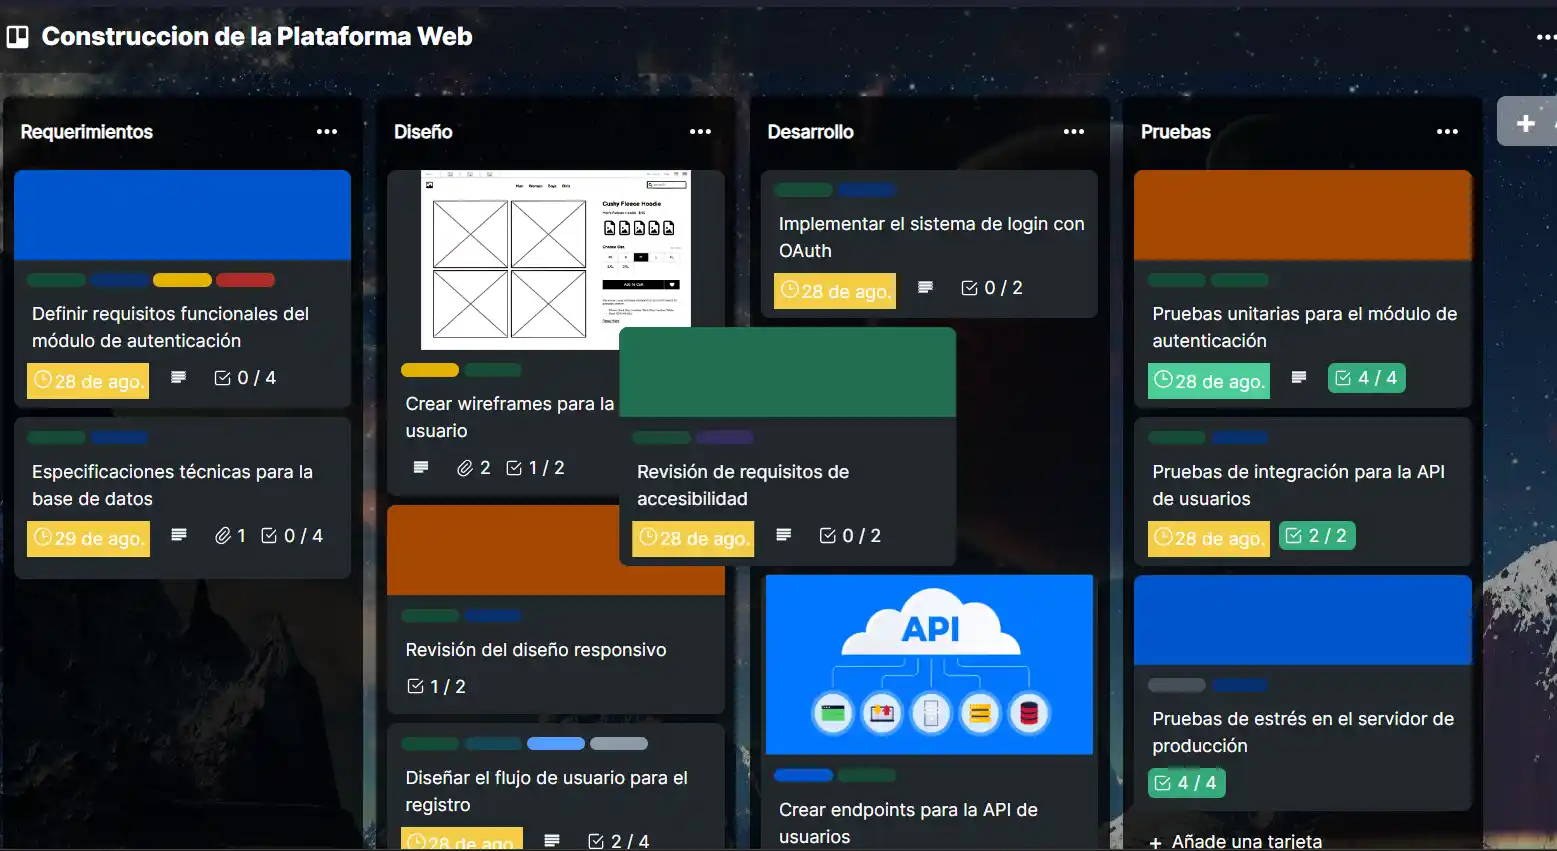 Construccion de la Plataforma Web
Requerimientos
Definir requisitos funcionales del
módulo de autenticación
28 de ago.
0 / 4
Especificaciones técnicas para la
base de datos
29 de ago.
1
0 / 4
Diseño
Cushy Fleece Hoodie
Crear wireframes para la
usuario
2
1 / 2
Revisión del diseño responsivo
1 / 2
Diseñar el flujo de usuario para el
registro
28 de ago.
2 / 4
Desarrollo
Implementar el sistema de login con
OAuth
28 de ago.
0 / 2
Revisión de requisitos de
accesibilidad
28 de ago.
0 / 2
API
Crear endpoints para la API de
usuarios
Pruebas
Pruebas unitarias para el módulo de
autenticación
28 de ago.
4 / 4
Pruebas de integración para la API
de usuarios
28 de ago.
2 / 2
Pruebas de estrés en el servidor de
producción
4 / 4
+ Añade una tarjeta